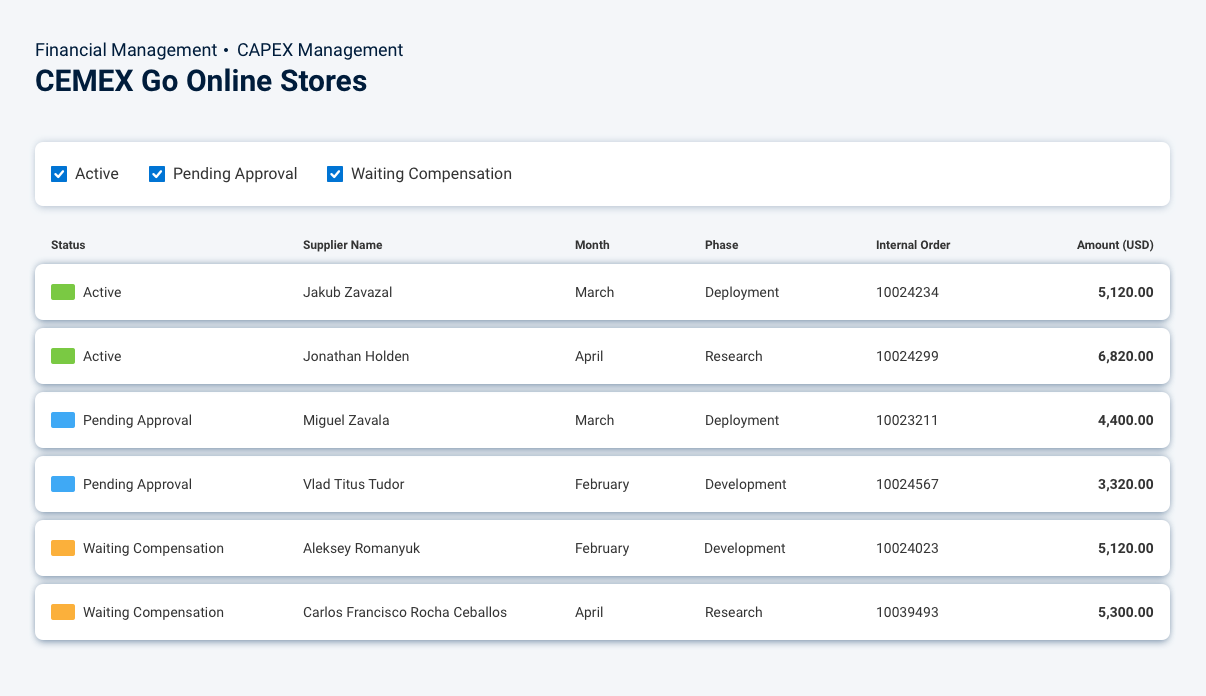 Financial Management • CAPEX Management
CEMEX Go Online Stores
Active Pending Approval Waiting Compensation
Status Supplier Name Month Phase Internal Order Amount (USD)
Active Jakub Zavazal March Deployment 10024234 5,120.00
Active Jonathan Holden April Research 10024299 6,820.00
Pending Approval Miguel Zavala March Deployment 10023211 4,400.00
Pending Approval Vlad Titus Tudor February Development 10024567 3,320.00
Waiting Compensation Aleksey Romanyuk February Development 10024023 5,120.00
Waiting Compensation Carlos Francisco Rocha Ceballos April Research 10039493 5,300.00